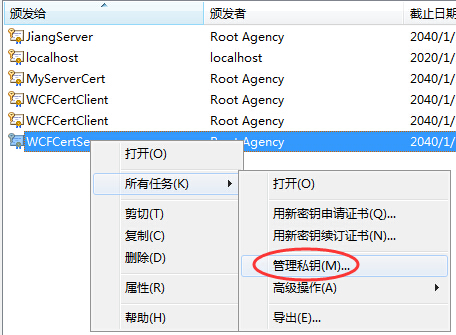 颁发给 颁发者 截止日期
JiangServer Root Agency 2040/1/
localhost localhost 2020/1/
MyServerCert Root Agency 2040/1/
WCFCertClient Root Agency 2040/1/
WCFCertClient Root Agency 2040/1/
WCFCertSe Root Agency 2040/1/
打开(O)
所有任务(K)
剪切(T)
复制(C)
删除(D)
属性(R)
帮助(H)
打开(O)
用新密钥申请证书(Q)...
用新密钥续订证书(N)...
管理私钥(M)...
高级操作(A)
导出(E)...